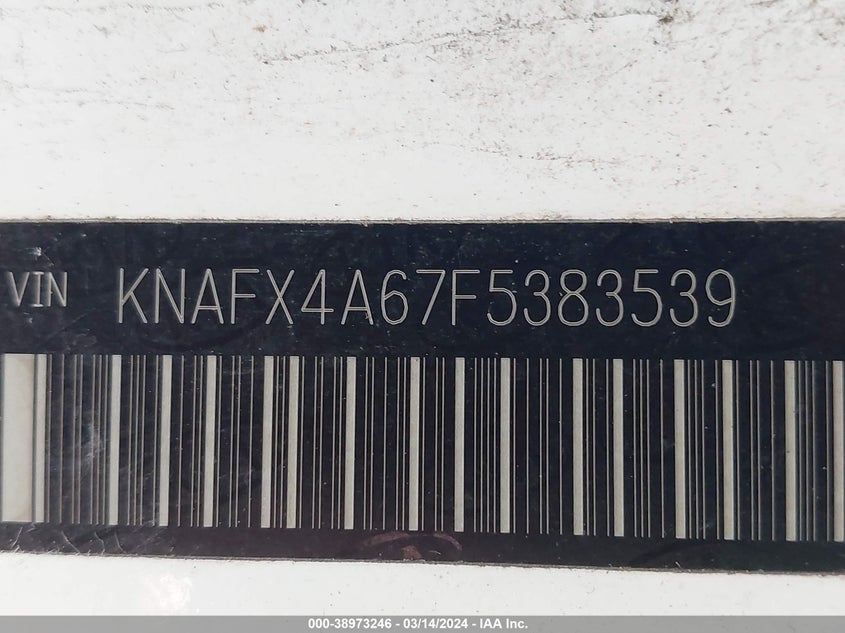 VIN KNAFX4A67F5383539
000-38973246 - 03/14/2024 - IAA Inc.